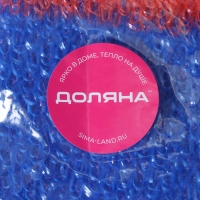 ЯРКО В ДОМЕ, ТЕПЛО НА ДУШЕ
ДОЛЯНА
SIMA-LAND.RU